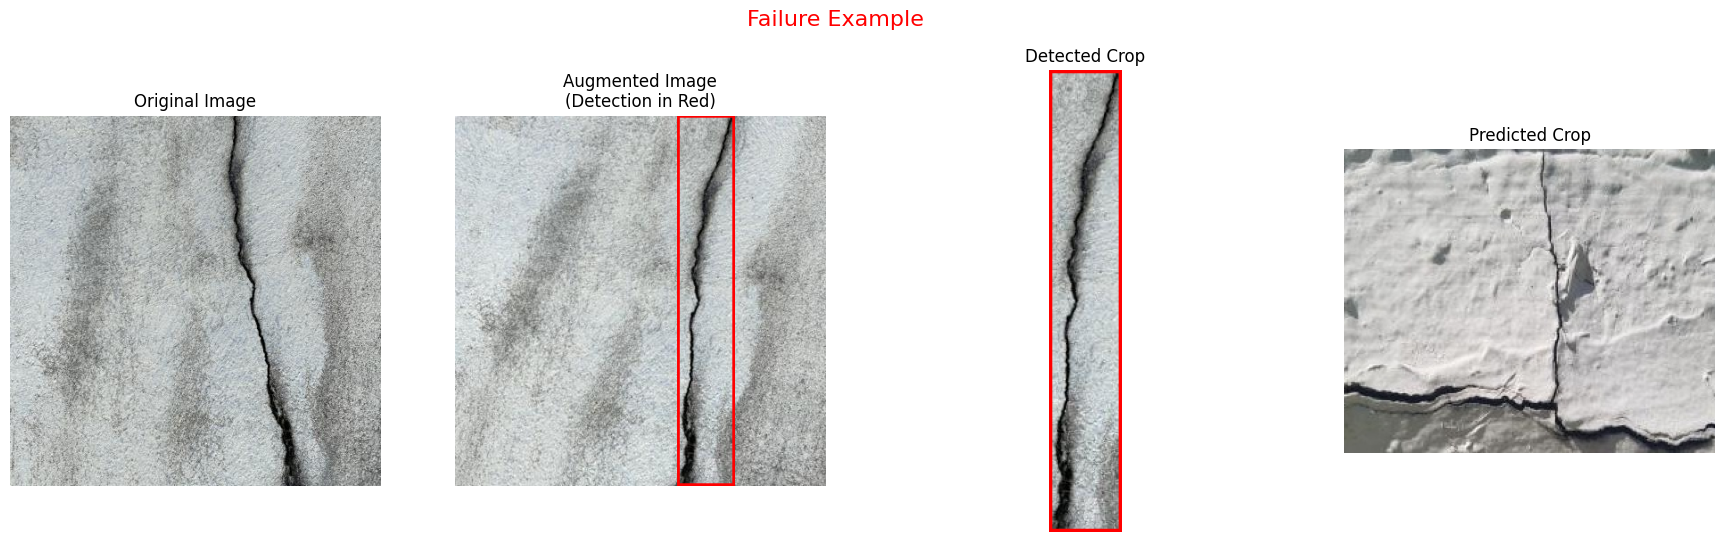 Failure Example
Original Image
Augmented Image
(Detection in Red)
Detected Crop
Predicted Crop